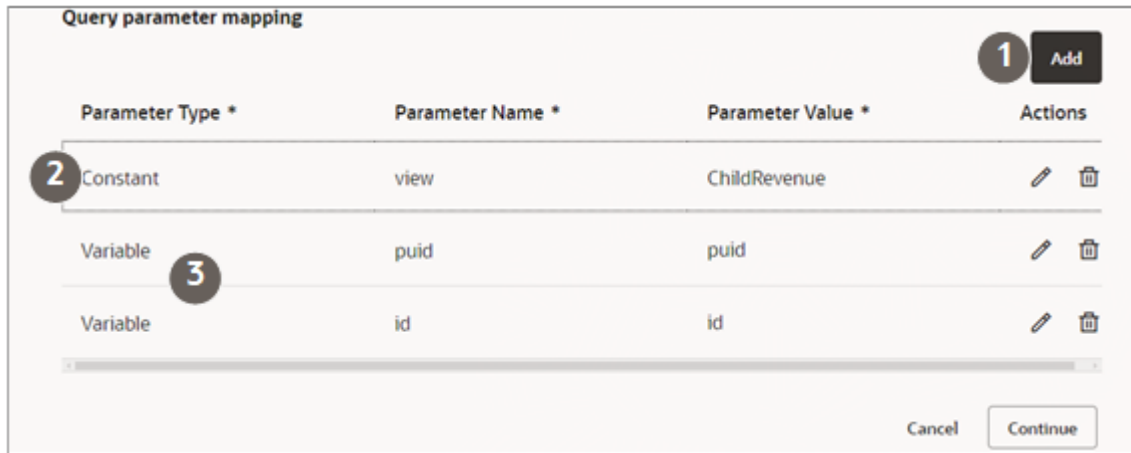 Query parameter mapping
1 Add
Parameter Type * Parameter Name * Parameter Value * Actions
2 Constant view ChildRevenue
Variable puid puid
3
Variable id id
Cancel Continue